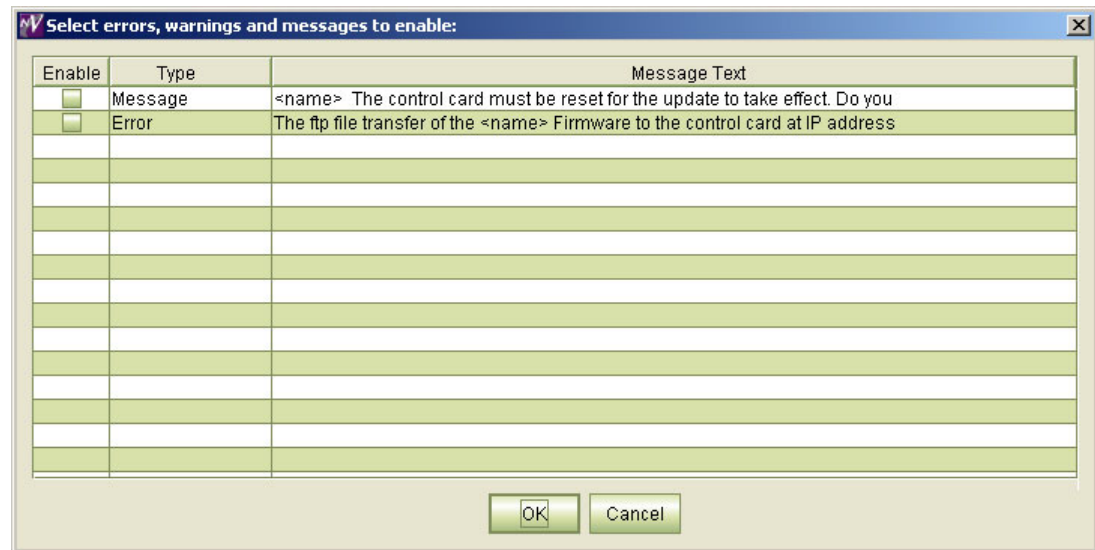 Select errors, warnings and messages to enable:
Enable Type Message Text
Message <name> The control card must be reset for the update to take effect. Do you
Error The ftp file transfer of the <name> Firmware to the control card at IP address
OK Cancel